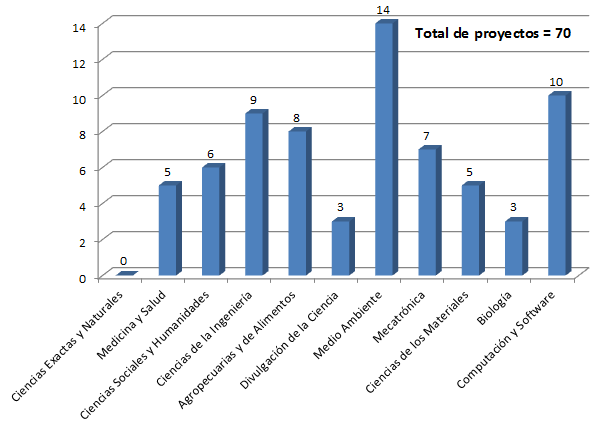 Total de proyectos = 70
14
12
10
8
6
4
2
0
0
5
6
9
8
3
14
7
5
3
10
Ciencias Exactas y Naturales
Medicina y Salud
Ciencias Sociales y Humanidades
Ciencias de la Ingeniería
Agropecuarias y de Alimentos
Divulgación de la Ciencia
Medio Ambiente
Mecatrónica
Ciencias de los Materiales
Biología
Computación y Software